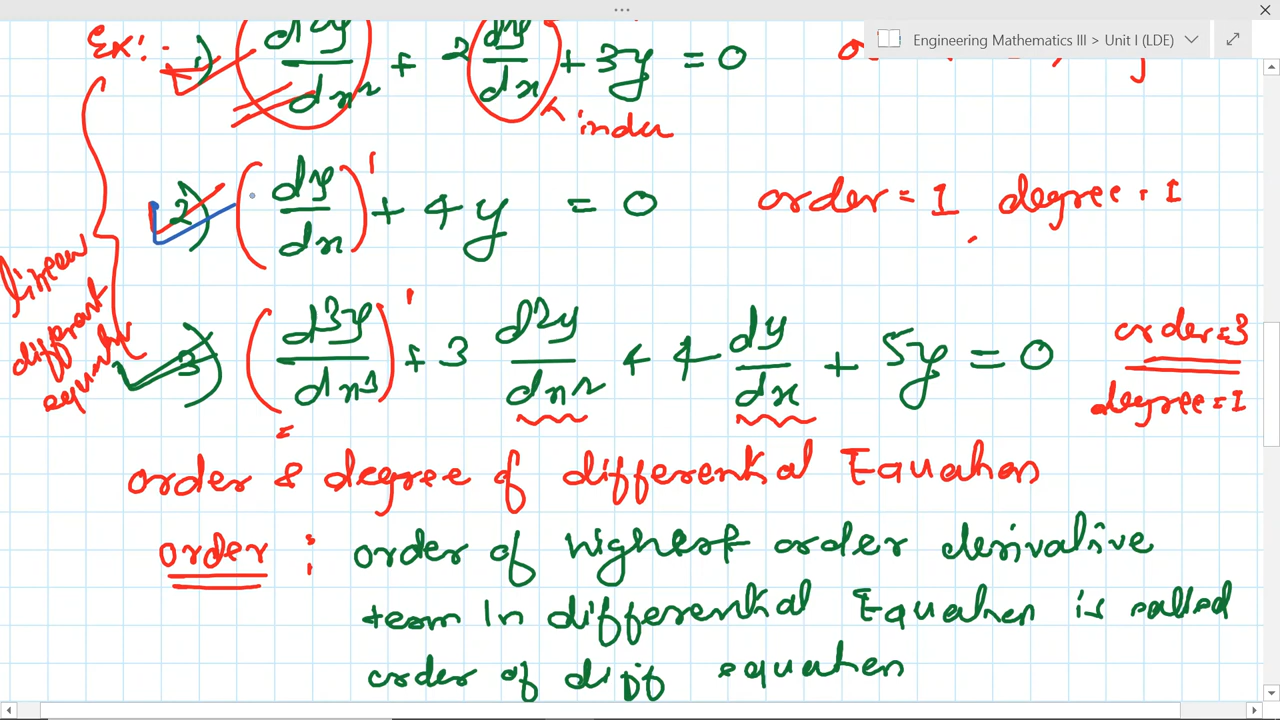 Engineering Mathematics III > Unit I (LDE)
Ex: 1) d2y/dx² + 2 dy/dx + 3y = 0
index
2) (dy/dx)¹ + 4y = 0 order = 1 degree = 1
3) (d3y/dx3)¹ + 3 d2y/dx² + 4 dy/dx + 5y = 0 order=3
degree=1
order & degree of differential Equation
order : order of highest order derivative
term In differential Equation is called
order of diff equation